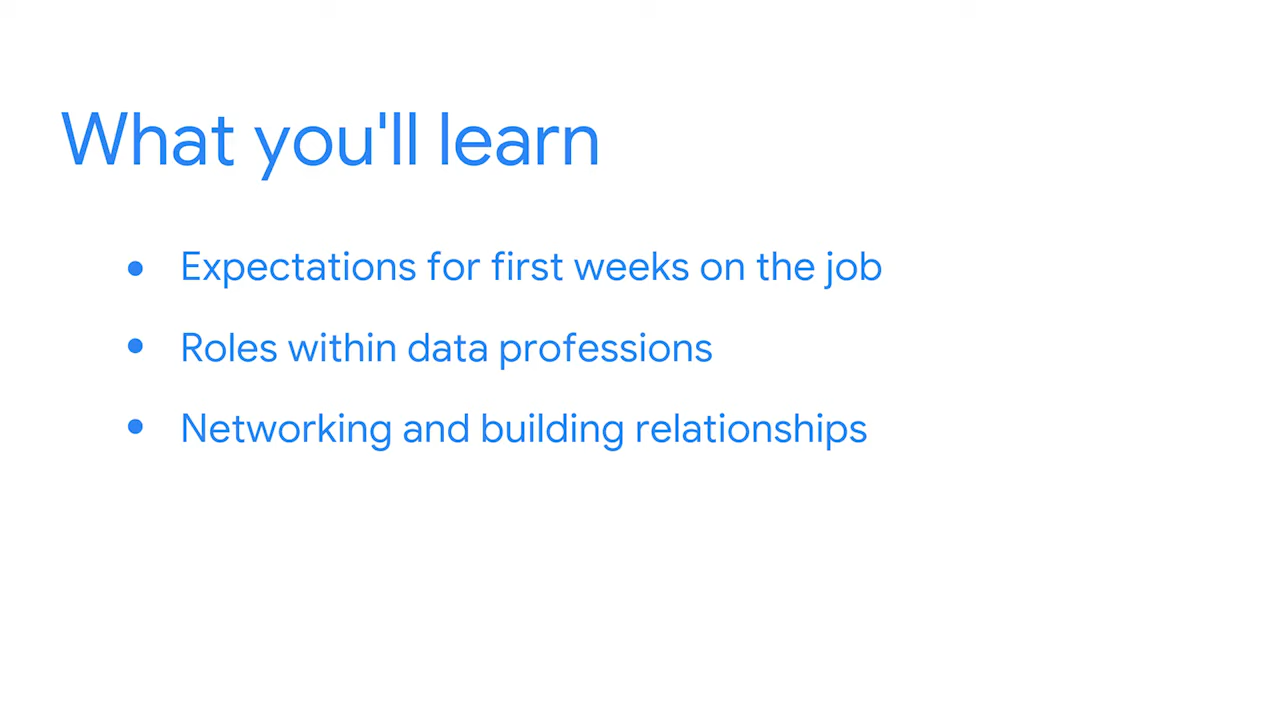 What you'll learn
• Expectations for first weeks on the job
• Roles within data professions
• Networking and building relationships